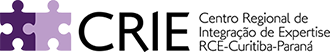 CRIE
Centro Regional de
Integração de Expertise
RCE-Curitiba-Paraná